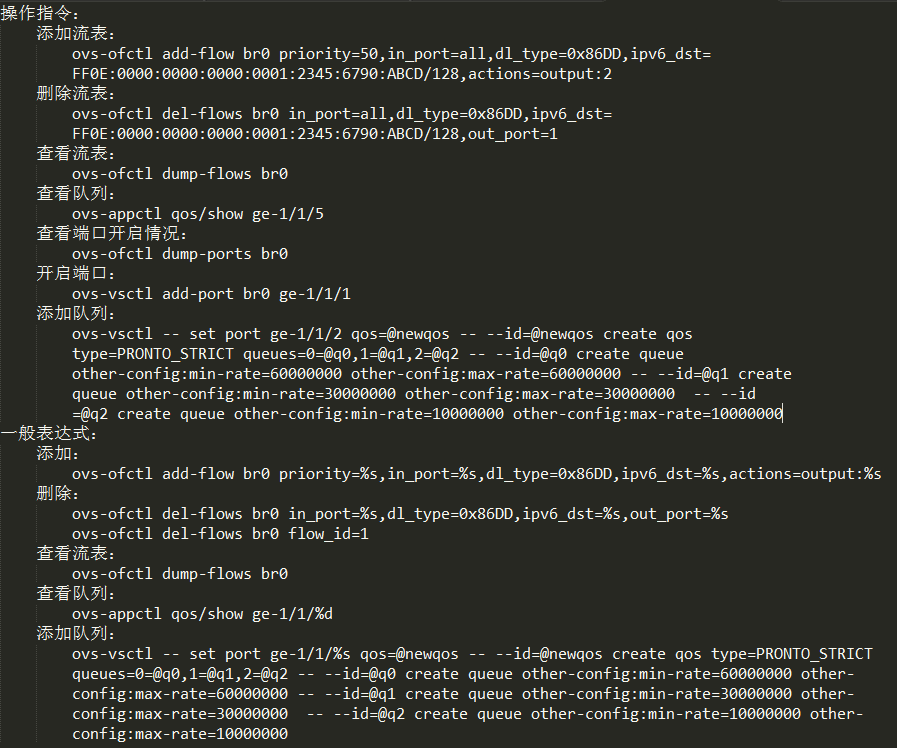 操作指令:
添加流表:
ovs-ofctl add-flow br0 priority=50,in_port=all,dl_type=0x86DD,ipv6_dst=
FF0E:0000:0000:0000:0001:2345:6790:ABCD/128,actions=output:2
删除流表:
ovs-ofctl del-flows br0 in_port=all,dl_type=0x86DD,ipv6_dst=
FF0E:0000:0000:0000:0001:2345:6790:ABCD/128,out_port=1
查看流表:
ovs-ofctl dump-flows br0
查看队列:
ovs-appctl qos/show ge-1/1/5
查看端口开启情况:
ovs-ofctl dump-ports br0
开启端口:
ovs-vsctl add-port br0 ge-1/1/1
添加队列:
ovs-vsctl -- set port ge-1/1/2 qos=@newqos -- --id=@newqos create qos
type=PRONTO_STRICT queues=0=@q0,1=@q1,2=@q2 -- --id=@q0 create queue
other-config:min-rate=60000000 other-config:max-rate=60000000 -- --id=@q1 create
queue other-config:min-rate=30000000 other-config:max-rate=30000000  -- --id
=@q2 create queue other-config:min-rate=10000000 other-config:max-rate=10000000
一般表达式:
添加:
ovs-ofctl add-flow br0 priority=%s,in_port=%s,dl_type=0x86DD,ipv6_dst=%s,actions=output:%s
删除:
ovs-ofctl del-flows br0 in_port=%s,dl_type=0x86DD,ipv6_dst=%s,out_port=%s
ovs-ofctl del-flows br0 flow_id=1
查看流表:
ovs-ofctl dump-flows br0
查看队列:
ovs-appctl qos/show ge-1/1/%d
添加队列:
ovs-vsctl -- set port ge-1/1/%s qos=@newqos -- --id=@newqos create qos type=PRONTO_STRICT
queues=0=@q0,1=@q1,2=@q2 -- --id=@q0 create queue other-config:min-rate=60000000 other-
config:max-rate=60000000 -- --id=@q1 create queue other-config:min-rate=30000000 other-
config:max-rate=30000000  -- --id=@q2 create queue other-config:min-rate=10000000 other-
config:max-rate=10000000